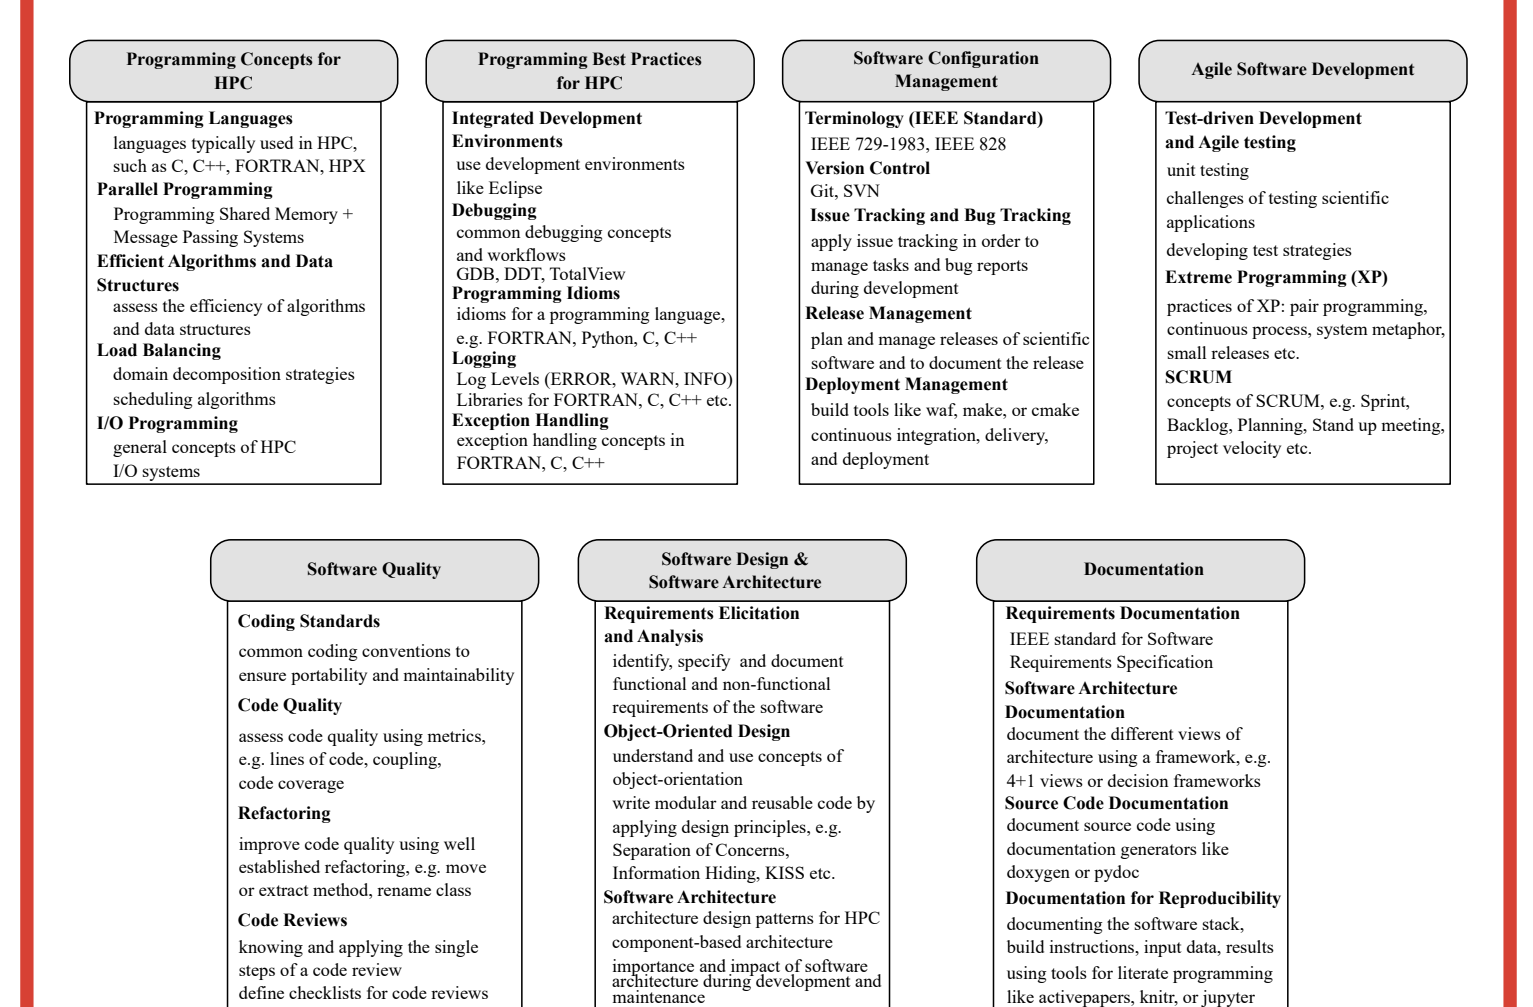 Programming Concepts for
HPC
Programming Languages
languages typically used in HPC,
such as C, C++, FORTRAN, HPX
Parallel Programming
Programming Shared Memory +
Message Passing Systems
Efficient Algorithms and Data
Structures
assess the efficiency of algorithms
and data structures
Load Balancing
domain decomposition strategies
scheduling algorithms
I/O Programming
general concepts of HPC
I/O systems
Programming Best Practices
for HPC
Integrated Development
Environments
use development environments
like Eclipse
Debugging
common debugging concepts
and workflows
GDB, DDT, TotalView
Programming Idioms
idioms for a programming language,
e.g. FORTRAN, Python, C, C++
Logging
Log Levels (ERROR, WARN, INFO)
Libraries for FORTRAN, C, C++ etc.
Exception Handling
exception handling concepts in
FORTRAN, C, C++
Software Configuration
Management
Terminology (IEEE Standard)
IEEE 729-1983, IEEE 828
Version Control
Git, SVN
Issue Tracking and Bug Tracking
apply issue tracking in order to
manage tasks and bug reports
during development
Release Management
plan and manage releases of scientific
software and to document the release
Deployment Management
build tools like waf, make, or cmake
continuous integration, delivery,
and deployment
Agile Software Development
Test-driven Development
and Agile testing
unit testing
challenges of testing scientific
applications
developing test strategies
Extreme Programming (XP)
practices of XP: pair programming,
continuous process, system metaphor,
small releases etc.
SCRUM
concepts of SCRUM, e.g. Sprint,
Backlog, Planning, Stand up meeting,
project velocity etc.
Software Quality
Coding Standards
common coding conventions to
ensure portability and maintainability
Code Quality
assess code quality using metrics,
e.g. lines of code, coupling,
code coverage
Refactoring
improve code quality using well
established refactoring, e.g. move
or extract method, rename class
Code Reviews
knowing and applying the single
steps of a code review
define checklists for code reviews
Software Design &
Software Architecture
Requirements Elicitation
and Analysis
identify, specify and document
functional and non-functional
requirements of the software
Object-Oriented Design
understand and use concepts of
object-orientation
write modular and reusable code by
applying design principles, e.g.
Separation of Concerns,
Information Hiding, KISS etc.
Software Architecture
architecture design patterns for HPC
component-based architecture
importance and impact of software
architecture during development and
maintenance
Documentation
Requirements Documentation
IEEE standard for Software
Requirements Specification
Software Architecture
Documentation
document the different views of
architecture using a framework, e.g.
4+1 views or decision frameworks
Source Code Documentation
document source code using
documentation generators like
doxygen or pydoc
Documentation for Reproducibility
documenting the software stack,
build instructions, input data, results
using tools for literate programming
like activepapers, knitr, or jupyter